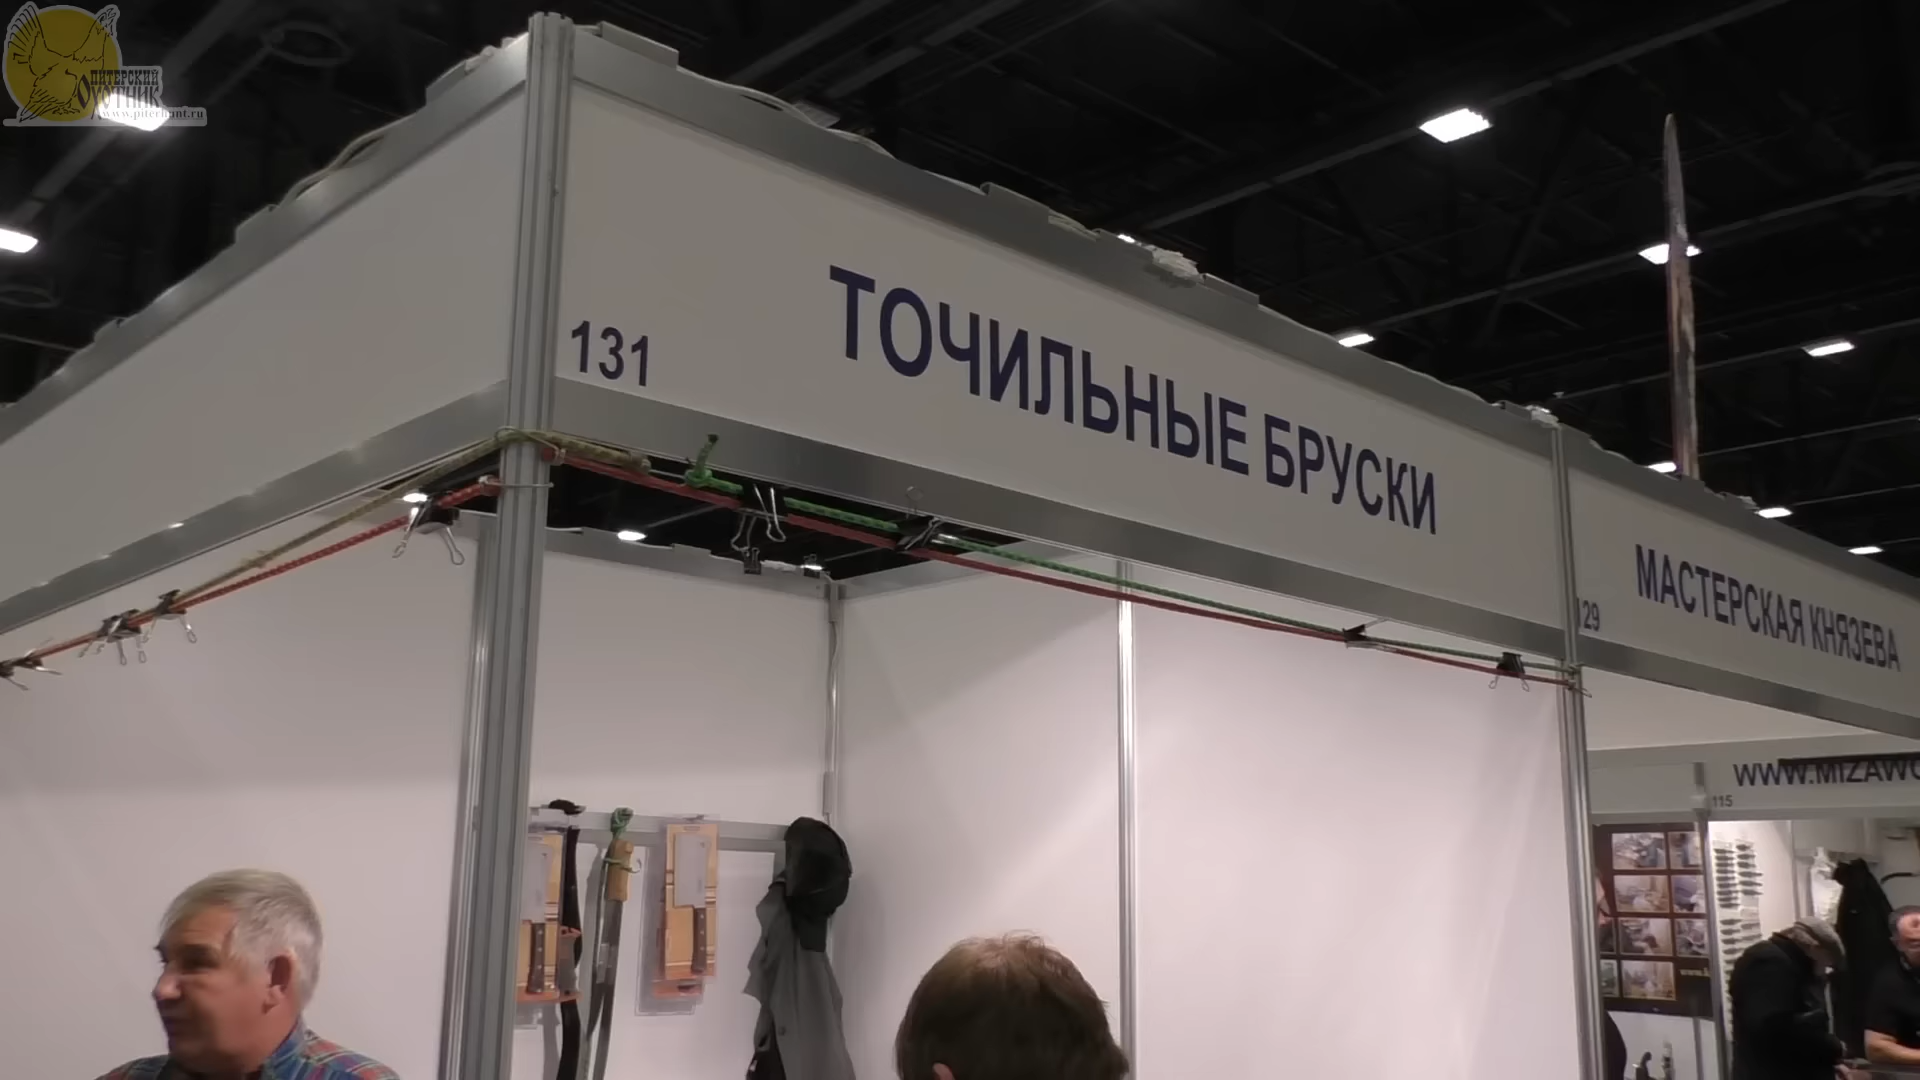 ПИТЕРСКИЙ
ОХОТНИК
www.piterhunt.ru
131
ТОЧИЛЬНЫЕ БРУСКИ
129
МАСТЕРСКАЯ КНЯЗЕВА
115